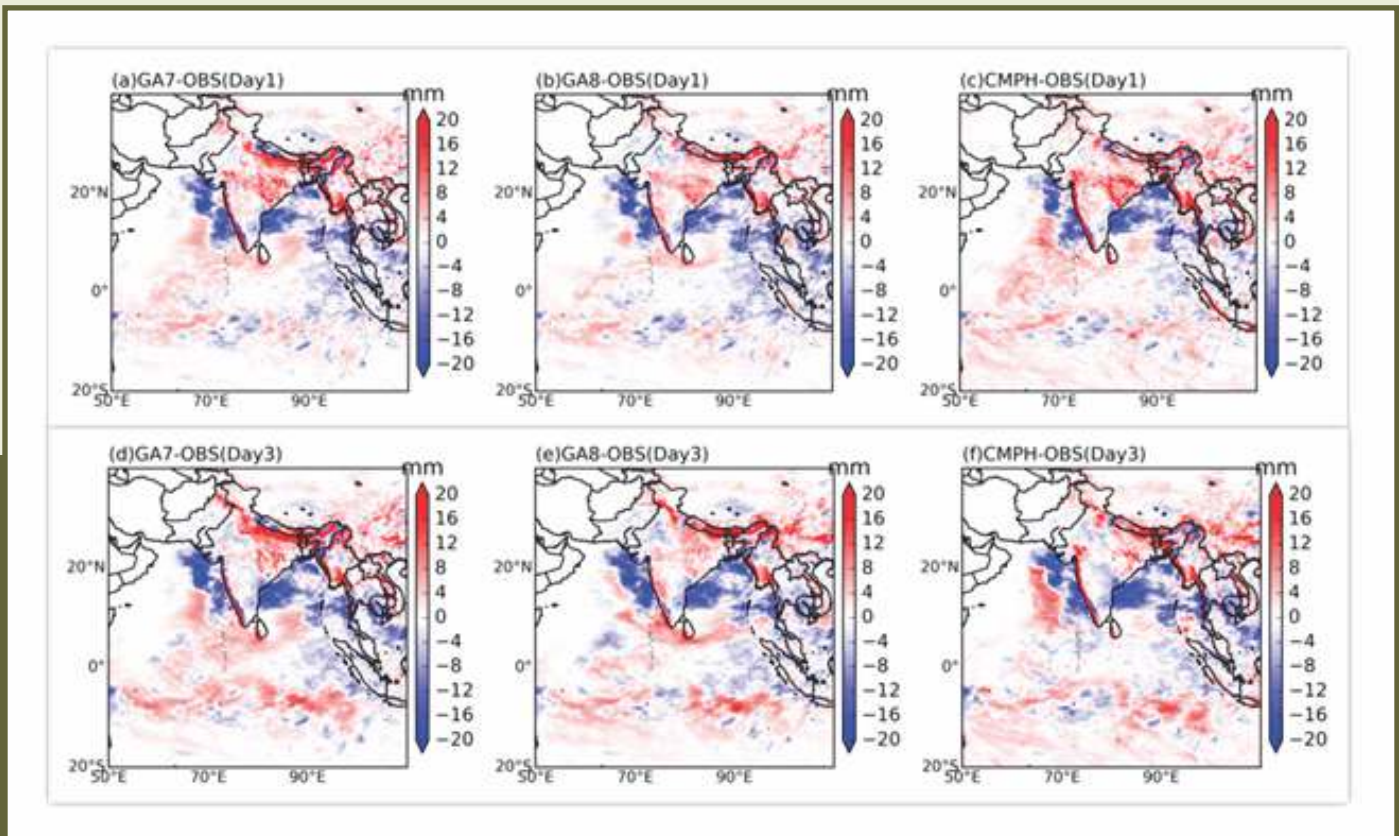 (a)GA7-OBS(Day1)
mm
20
16
12
8
4
0
−4
−8
−12
−16
−20
20°N
0°
20°S
50°E 70°E 90°E
(b)GA8-OBS(Day1)
mm
20
16
12
8
4
0
−4
−8
−12
−16
−20
20°N
0°
20°S
50°E 70°E 90°E
(c)CMPH-OBS(Day1)
mm
20
16
12
8
4
0
−4
−8
−12
−16
−20
20°N
0°
20°S
50°E 70°E 90°E
(d)GA7-OBS(Day3)
mm
20
16
12
8
4
0
−4
−8
−12
−16
−20
20°N
0°
20°S
50°E 70°E 90°E
(e)GA8-OBS(Day3)
mm
20
16
12
8
4
0
−4
−8
−12
−16
−20
20°N
0°
20°S
50°E 70°E 90°E
(f)CMPH-OBS(Day3)
mm
20
16
12
8
4
0
−4
−8
−12
−16
−20
20°N
0°
20°S
50°E 70°E 90°E